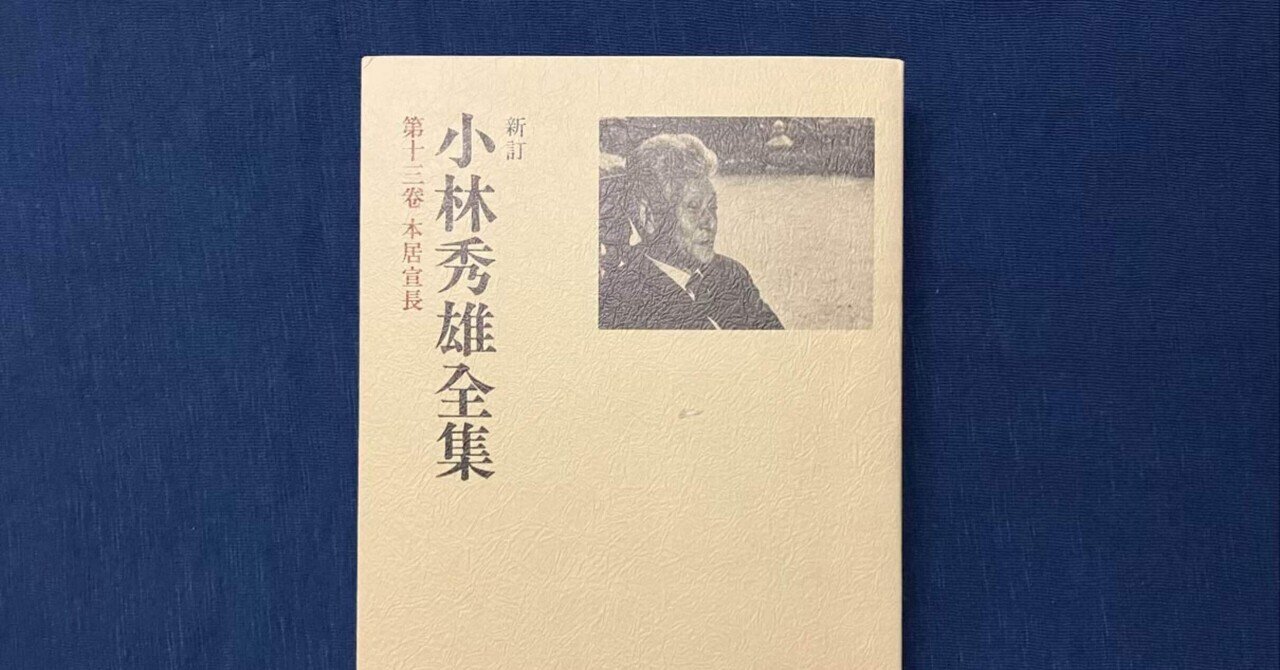 新訂
小林秀雄全集
第十三巻 本居宣長